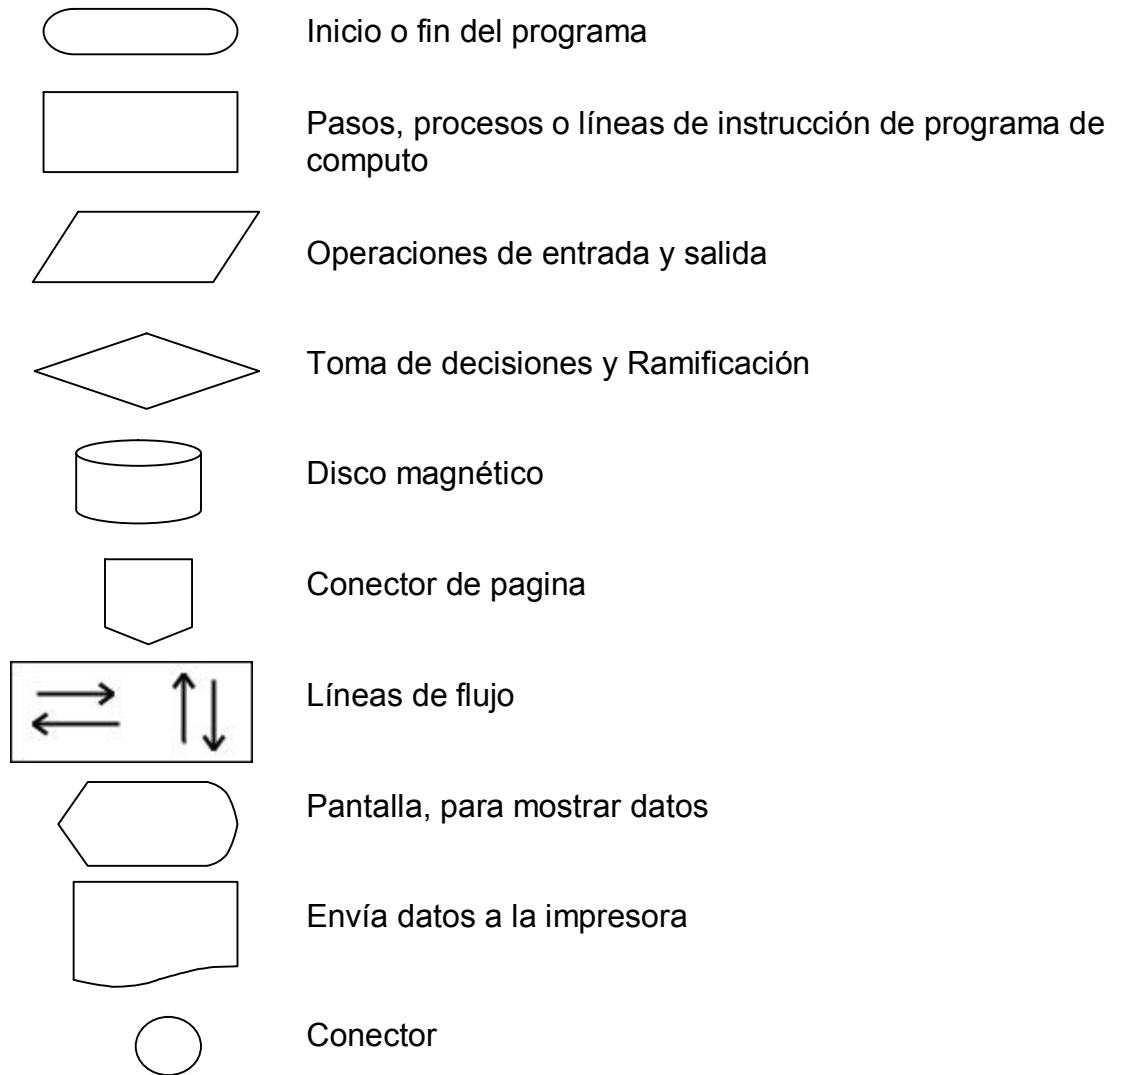 Inicio o fin del programa
Pasos, procesos o líneas de instrucción de programa de
computo
Operaciones de entrada y salida
Toma de decisiones y Ramificación
Disco magnético
Conector de pagina
Líneas de flujo
Pantalla, para mostrar datos
Envía datos a la impresora
Conector